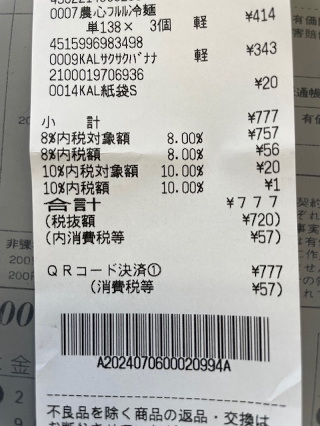 0007農心フルル冷麺
単138× 3個 軽 ¥414
4515996983498
0009KALサクサクバナナ 軽 ¥343
2100019706936
0014KAL紙袋S ¥20
小 計 ¥777
8%内税対象額 8.00% ¥757
8%内税額 8.00% ¥56
10%内税対象額 10.00% ¥20
10%内税額 10.00% ¥1
合計 ¥777
(税抜額 ¥720)
(内消費税等 ¥57)
QRコード決済① ¥777
(消費税等 ¥57)
A2024070600020994A
不良品を除く商品の返品・交換は